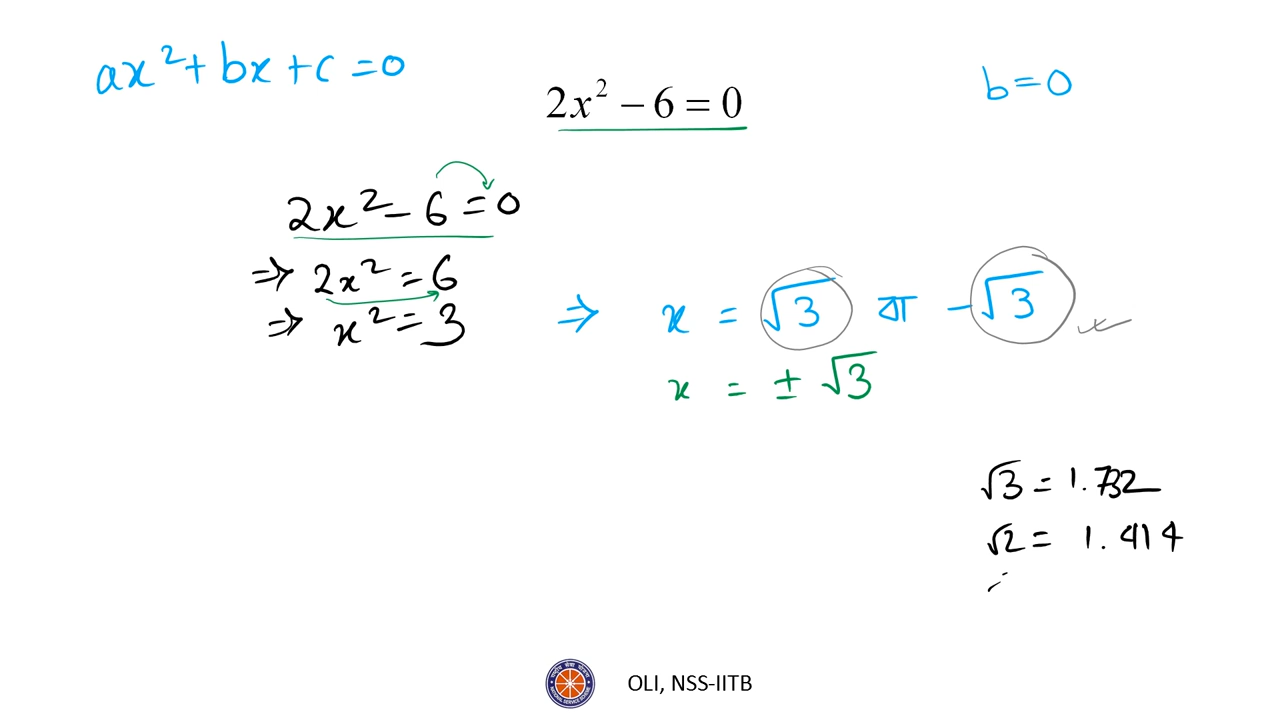 ax²+bx+c=0
2x² − 6 = 0
b=0
2x²−6=0
⇒ 2x²=6
⇒ x²=3 ⇒ x = √3 বা −√3
x = ± √3
√3 = 1.732
√2 = 1.414
OLI, NSS-IITB